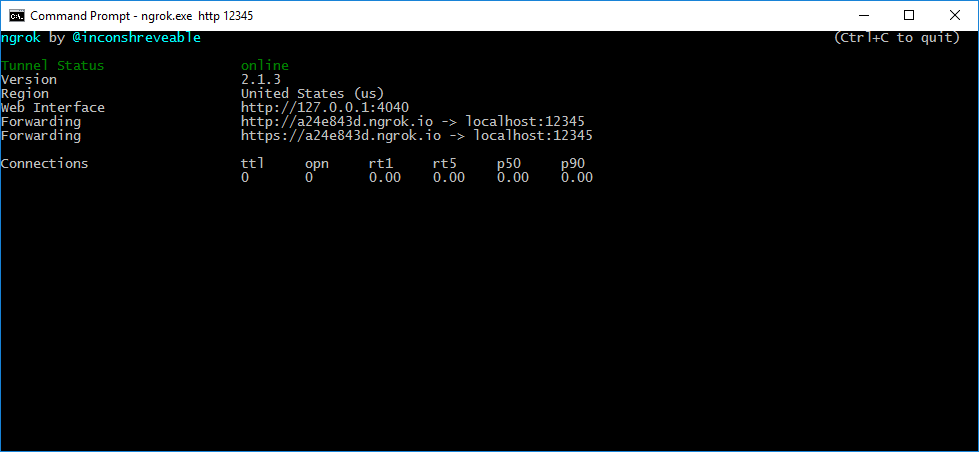 Command Prompt - ngrok.exe  http 12345
ngrok by @inconshreveable (Ctrl+C to quit)
Tunnel Status online
Version 2.1.3
Region United States (us)
Web Interface http://127.0.0.1:4040
Forwarding http://a24e843d.ngrok.io -> localhost:12345
Forwarding https://a24e843d.ngrok.io -> localhost:12345
Connections ttl opn rt1 rt5 p50 p90
0 0 0.00 0.00 0.00 0.00